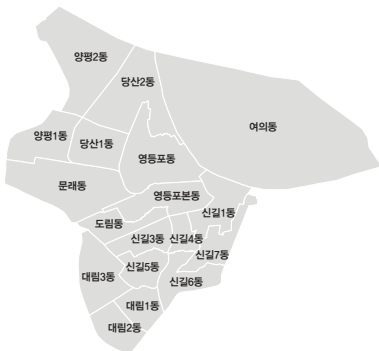 양평2동
당산2동
여의동
양평1동
당산1동
영등포동
문래동
영등포본동
신길1동
도림동
신길3동
신길4동
신길7동
신길5동
대림3동
신길6동
대림1동
대림2동